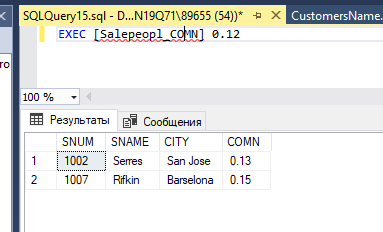 SQLQuery15.sql - D...N19Q71\89655 (54))*
CustomersName.
EXEC [Salepeopl_COMN] 0.12
ro
100 %
Результаты Сообщения
SNUM SNAME CITY COMN
1 1002 Serres San Jose 0.13
2 1007 Rifkin Barselona 0.15